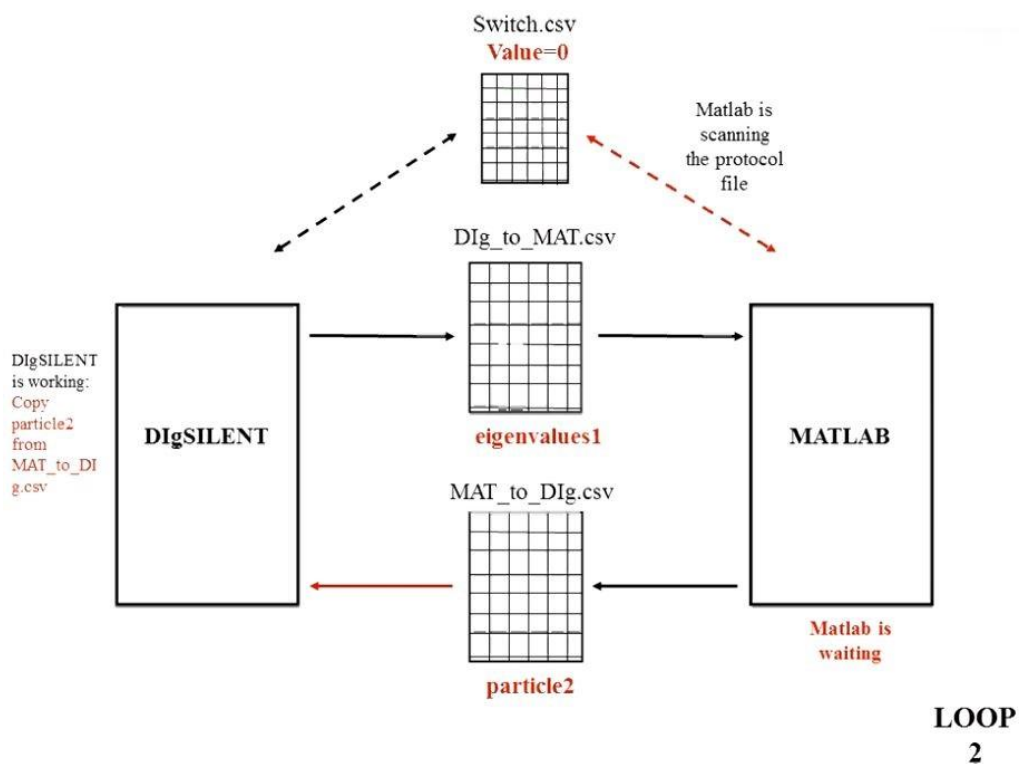 Switch.csv
Value=0
Matlab is
scanning
the protocol
file
DIg_to_MAT.csv
DIgSILENT
is working:
Copy
particle2
from
MAT_to_DI
g.csv
DIgSILENT
MATLAB
eigenvalues1
MAT_to_DIg.csv
Matlab is
waiting
particle2
LOOP
2